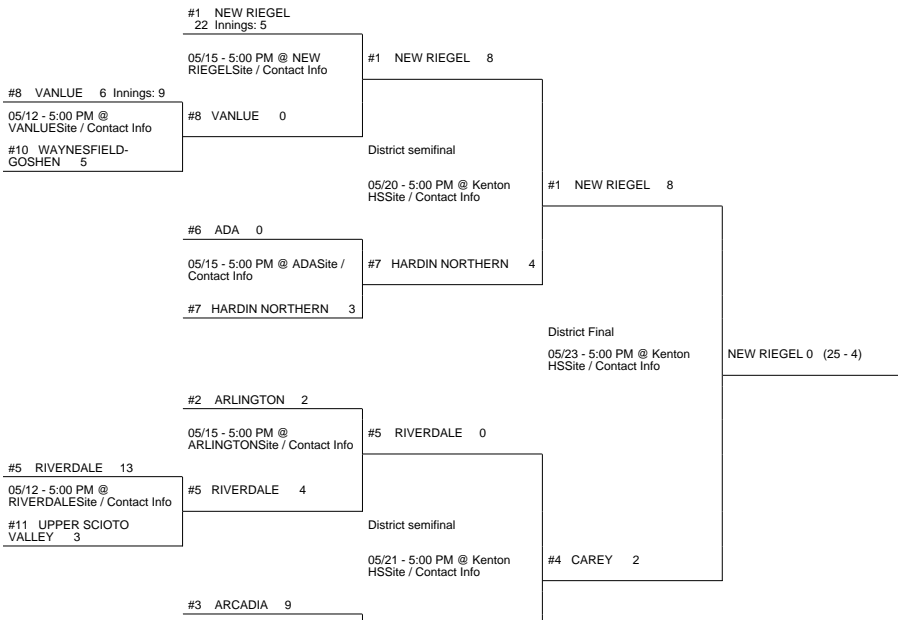 #1 NEW RIEGEL
22 Innings: 5
05/15 - 5:00 PM @ NEW
RIEGELSite / Contact Info
#1 NEW RIEGEL 8
#8 VANLUE 6 Innings: 9
05/12 - 5:00 PM @
VANLUESite / Contact Info
#8 VANLUE 0
#10 WAYNESFIELD-
GOSHEN 5
District semifinal
05/20 - 5:00 PM @ Kenton
HSSite / Contact Info
#1 NEW RIEGEL 8
#6 ADA 0
05/15 - 5:00 PM @ ADASite /
Contact Info
#7 HARDIN NORTHERN 4
#7 HARDIN NORTHERN 3
District Final
05/23 - 5:00 PM @ Kenton
HSSite / Contact Info
NEW RIEGEL 0 (25 - 4)
#2 ARLINGTON 2
05/15 - 5:00 PM @
ARLINGTONSite / Contact Info
#5 RIVERDALE 0
#5 RIVERDALE 13
05/12 - 5:00 PM @
RIVERDALESite / Contact Info
#5 RIVERDALE 4
#11 UPPER SCIOTO
VALLEY 3
District semifinal
05/21 - 5:00 PM @ Kenton
HSSite / Contact Info
#4 CAREY 2
#3 ARCADIA 9